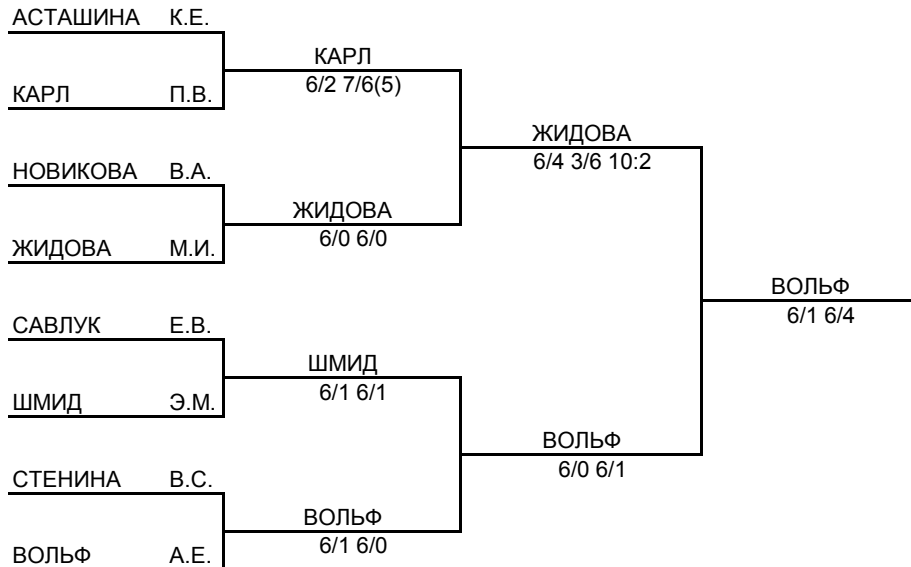 АСТАШИНА К.Е.
КАРЛ
6/2 7/6(5)
КАРЛ П.В.
ЖИДОВА
6/4 3/6 10:2
НОВИКОВА В.А.
ЖИДОВА
6/0 6/0
ЖИДОВА М.И.
ВОЛЬФ
6/1 6/4
САВЛУК Е.В.
ШМИД
6/1 6/1
ШМИД Э.М.
ВОЛЬФ
6/0 6/1
СТЕНИНА В.С.
ВОЛЬФ
6/1 6/0
ВОЛЬФ А.Е.